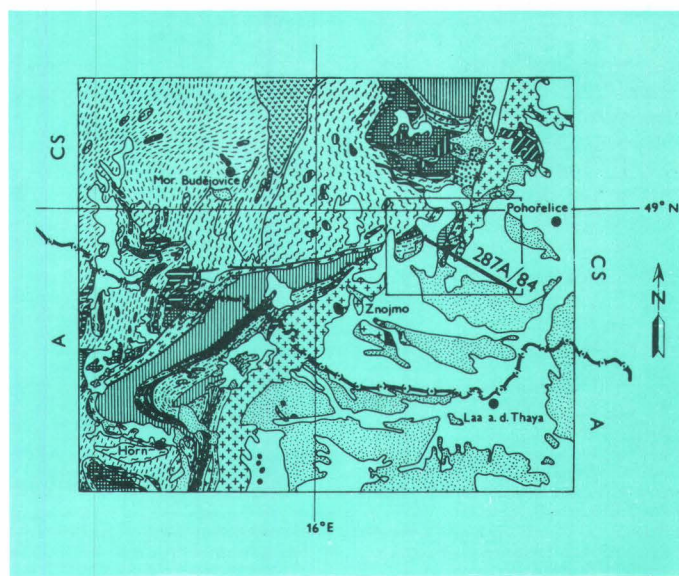 CS
Mor. Budějovice
Pohořelice
49° N
287A/84
CS
N
Znojmo
A
Laa a. d. Thaya
A
Horn
16° E